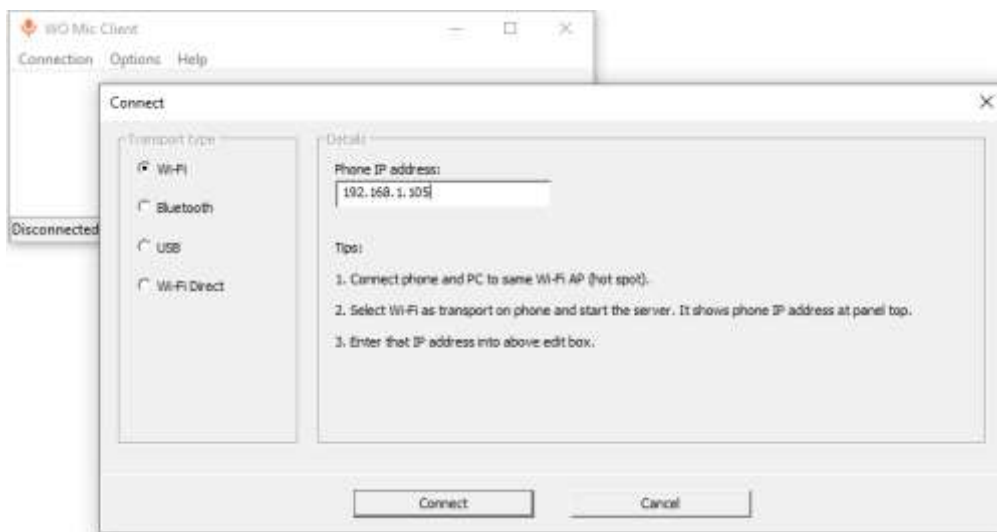 WO Mic Client
Connection Options Help
Connect
Transport type
Details
Wi-Fi
Bluetooth
USB
Wi-Fi Direct
Phone IP address:
192.168.1.105
Tips:
1. Connect phone and PC to same Wi-Fi AP (hot spot).
2. Select Wi-Fi as transport on phone and start the server. It shows phone IP address at panel top.
3. Enter that IP address into above edit box.
Disconnected
Connect
Cancel